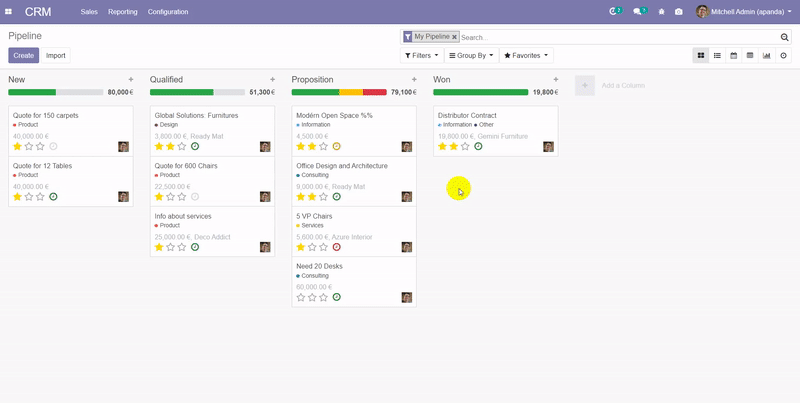 CRM Sales Reporting Configuration 2 9 Mitchell Admin (apanda)
Pipeline
My Pipeline Search...
Create Import
Filters Group By Favorites
New
80,000 €
Quote for 150 carpets
Product
40,000.00 €
Quote for 12 Tables
Product
40,000.00 €
Qualified
51,300 €
Global Solutions: Furnitures
Design
3,800.00 €, Ready Mat
Quote for 600 Chairs
Product
22,500.00 €
Info about services
Product
25,000.00 €, Deco Addict
Proposition
79,100 €
Modern Open Space %%
Information
4,500.00 €
Office Design and Architecture
Consulting
9,000.00 €, Ready Mat
5 VP Chairs
Services
5,600.00 €, Azure Interior
Need 20 Desks
Consulting
60,000.00 €
Won
19,800 €
Distributor Contract
Information Other
19,800.00 €, Gemini Furniture
Add a Column